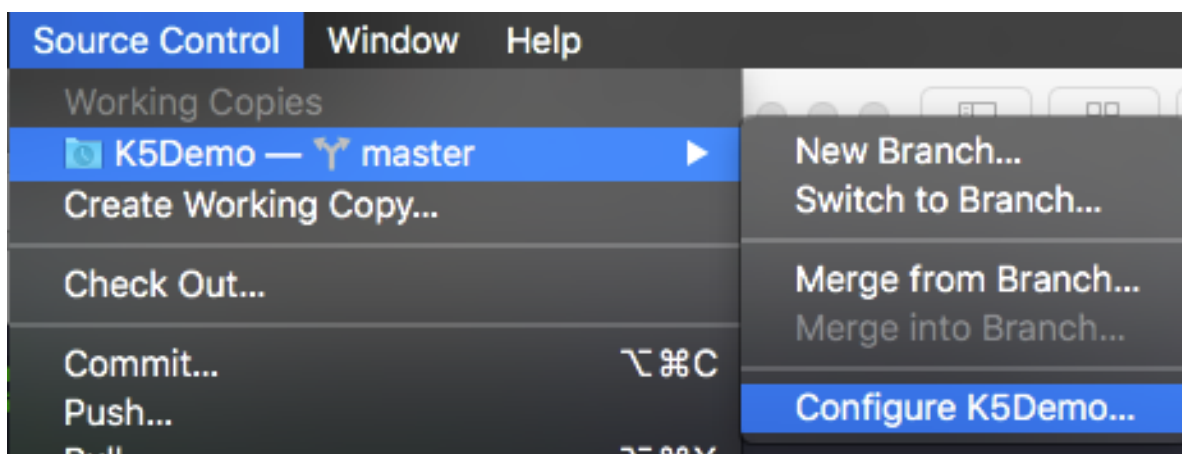 Source Control Window Help
Working Copies
K5Demo — master
Create Working Copy...
Check Out...
Commit... ⌥⌘C
Push...
New Branch...
Switch to Branch...
Merge from Branch...
Merge into Branch...
Configure K5Demo...